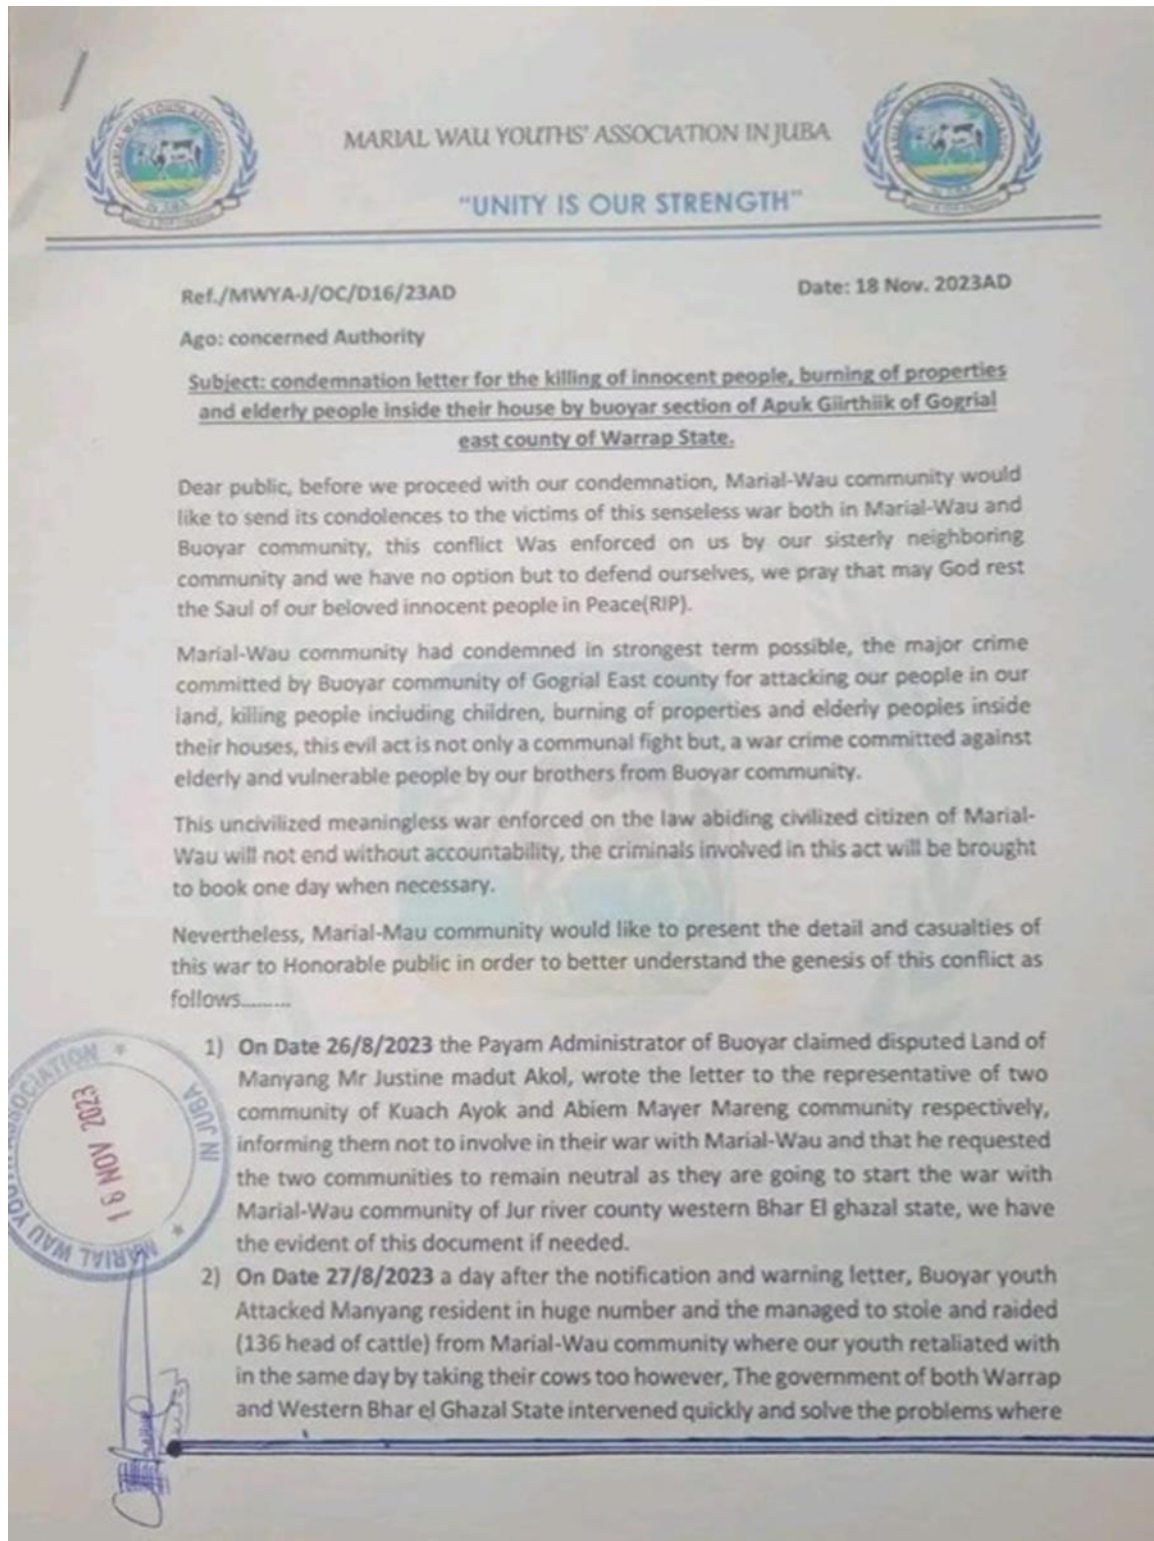 MARIAL WAU YOUTH ASSOCIATION
IN JUBA
MARIAL WAU YOUTHS' ASSOCIATION IN JUBA
MARIAL WAU YOUTH ASSOCIATION
IN JUBA
"UNITY IS OUR STRENGTH"
Ref./MWYA-J/OC/D16/23AD
Date: 18 Nov. 2023AD
Ago: concerned Authority
Subject: condemnation letter for the killing of innocent people, burning of properties
and elderly people inside their house by buoyar section of Apuk Giirthiik of Gogrial
east county of Warrap State.
Dear public, before we proceed with our condemnation, Marial-Wau community would
like to send its condolences to the victims of this senseless war both in Marial-Wau and
Buoyar community, this conflict Was enforced on us by our sisterly neighboring
community and we have no option but to defend ourselves, we pray that may God rest
the Saul of our beloved innocent people in Peace(RIP).
Marial-Wau community had condemned in strongest term possible, the major crime
committed by Buoyar community of Gogrial East county for attacking our people in our
land, killing people including children, burning of properties and elderly peoples inside
their houses, this evil act is not only a communal fight but, a war crime committed against
elderly and vulnerable people by our brothers from Buoyar community.
This uncivilized meaningless war enforced on the law abiding civilized citizen of Marial-
Wau will not end without accountability, the criminals involved in this act will be brought
to book one day when necessary.
Nevertheless, Marial-Mau community would like to present the detail and casualties of
this war to Honorable public in order to better understand the genesis of this conflict as
follows.........
1) On Date 26/8/2023 the Payam Administrator of Buoyar claimed disputed Land of
Manyang Mr Justine madut Akol, wrote the letter to the representative of two
community of Kuach Ayok and Abiem Mayer Mareng community respectively,
informing them not to involve in their war with Marial-Wau and that he requested
the two communities to remain neutral as they are going to start the war with
Marial-Wau community of Jur river county western Bhar El ghazal state, we have
the evident of this document if needed.
2) On Date 27/8/2023 a day after the notification and warning letter, Buoyar youth
Attacked Manyang resident in huge number and the managed to stole and raided
(136 head of cattle) from Marial-Wau community where our youth retaliated with
in the same day by taking their cows too however, The government of both Warrap
and Western Bhar el Ghazal State intervened quickly and solve the problems where
MARIAL WAU YOUTH ASSOCIATION
IN JUBA
NOV 2023